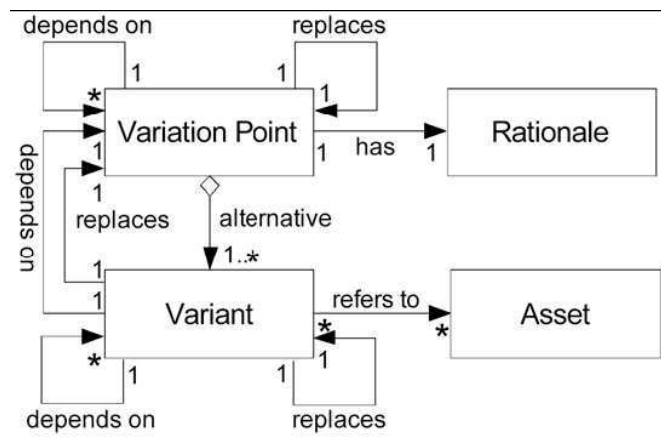 depends on
replaces
1
1
*
1
Variation Point
Rationale
1
1
has
1
1
depends on
replaces
alternative
1..*
1
1
refers to
Variant
Asset
*
*
*
1
1
1
depends on
replaces